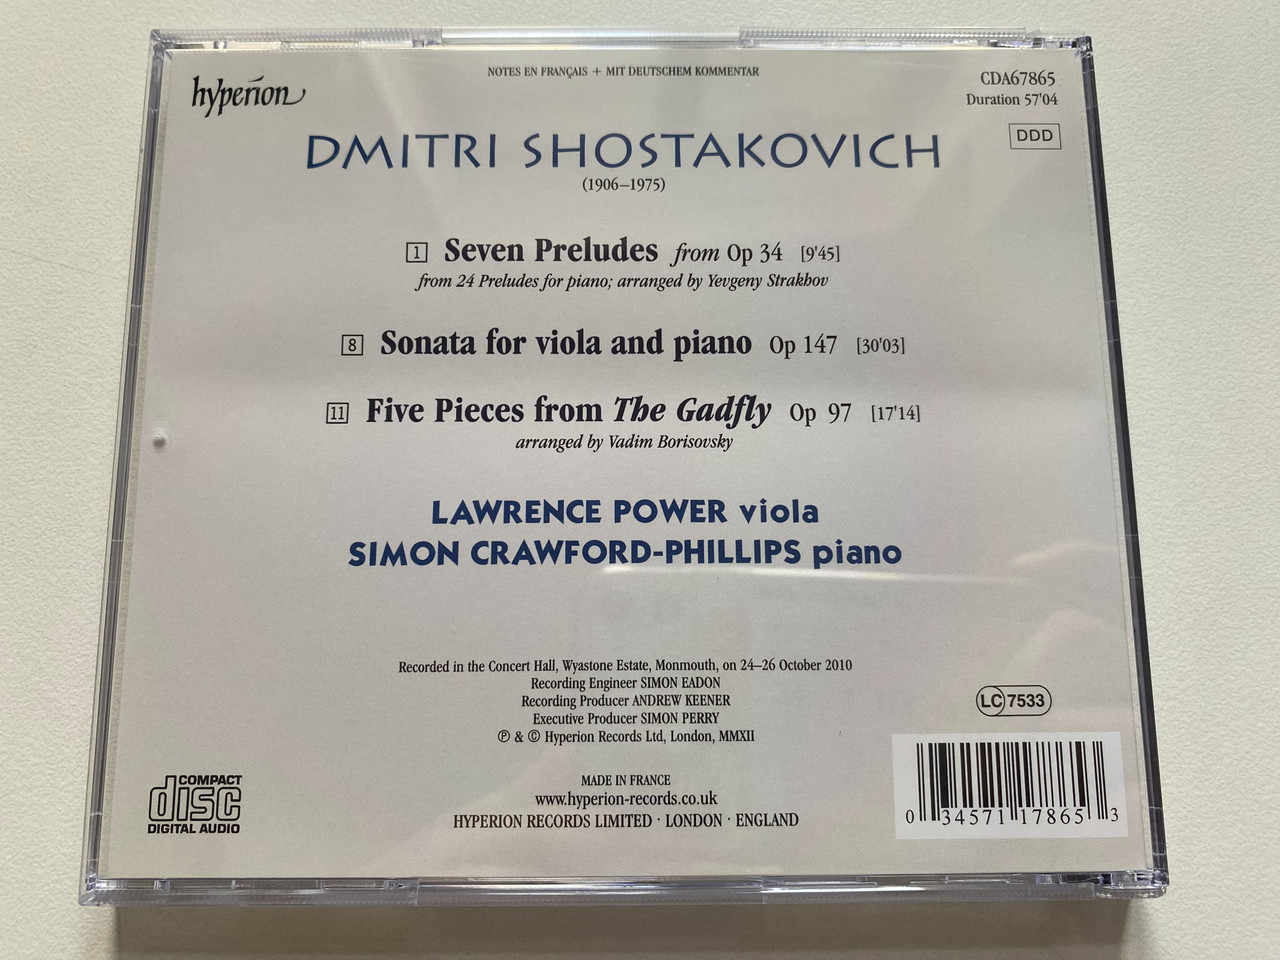 NOTES EN FRANÇAIS + MIT DEUTSCHEM KOMMENTAR
hyperion
CDA67865
Duration 57'04
DDD
DMITRI SHOSTAKOVICH
(1906–1975)
1 Seven Preludes from Op 34 [9'45]
from 24 Preludes for piano; arranged by Yevgeny Strakhov
8 Sonata for viola and piano Op 147 [30'03]
11 Five Pieces from The Gadfly Op 97 [17'14]
arranged by Vadim Borisovsky
LAWRENCE POWER viola
SIMON CRAWFORD-PHILLIPS piano
Recorded in the Concert Hall, Wyastone Estate, Monmouth, on 24–26 October 2010
Recording Engineer SIMON EADON
Recording Producer ANDREW KEENER
Executive Producer SIMON PERRY
℗ & © Hyperion Records Ltd, London, MMXII
LC 7533
COMPACT
disc
DIGITAL AUDIO
MADE IN FRANCE
www.hyperion-records.co.uk
HYPERION RECORDS LIMITED · LONDON · ENGLAND
0 34571 17865 3